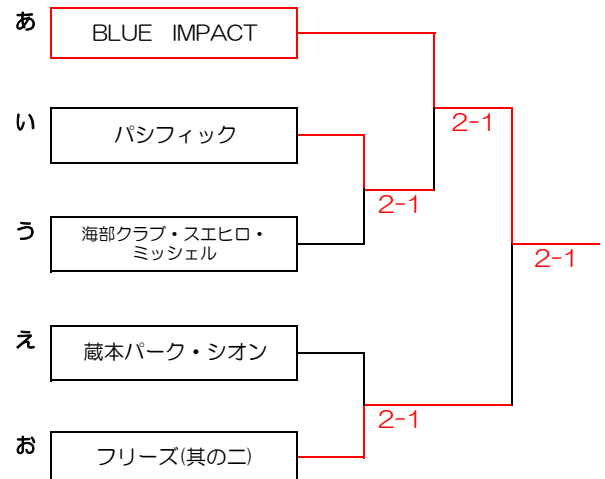 あ
BLUE　IMPACT
2-1
い
パシフィック
2-1
う
海部クラブ・スエヒロ・
ミッシェル
2-1
え
蔵本パーク・シオン
2-1
お
フリーズ(其の二)